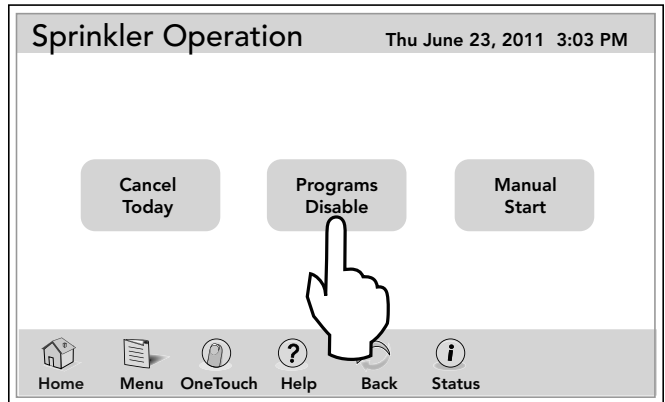 Sprinkler Operation Thu June 23, 2011 3:03 PM
Cancel Today
Programs Disable
Manual Start
Home Menu OneTouch Help Back Status